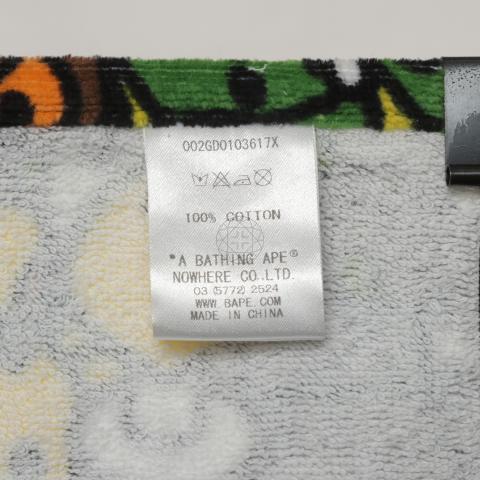 002GD0103617X
100% COTTON
"A BATHING APE®
NOWHERE CO.,LTD.
03 (5772) 2524
WWW.BAPE.COM
MADE IN CHINA